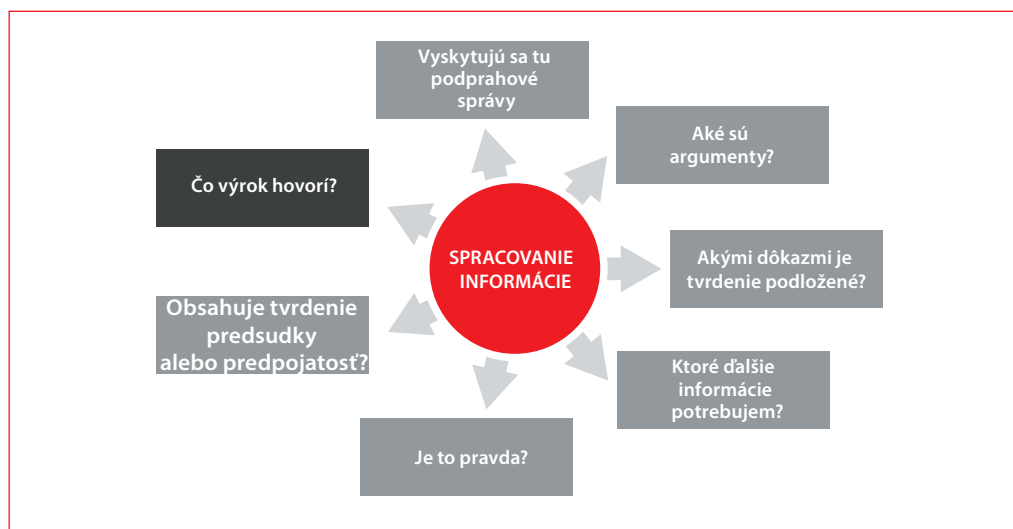 Vyskytujú sa tu
podprahové
správy
Aké sú
argumenty?
Čo výrok hovorí?
SPRACOVANIE
INFORMÁCIE
Akými dôkazmi je
tvrdenie podložené?
Obsahuje tvrdenie
predsudky
alebo predpojatosť?
Ktoré ďalšie
informácie
potrebujem?
Je to pravda?